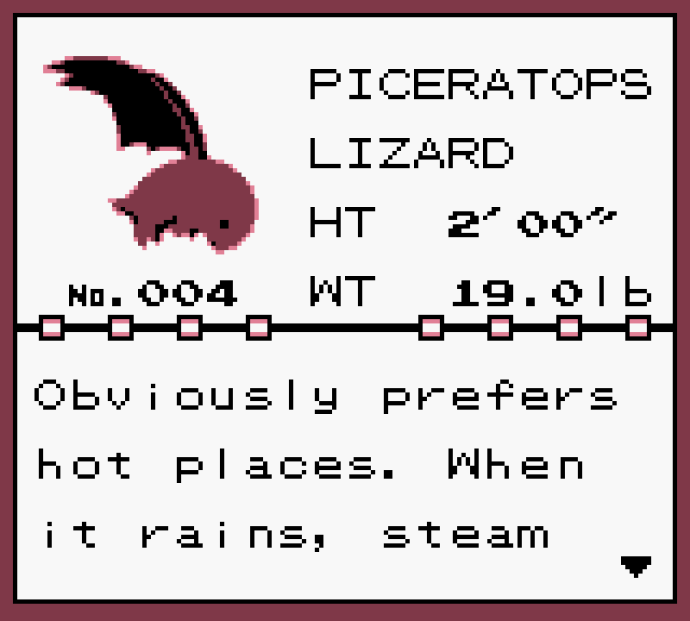 PICERATOPS
LIZARD
HT 2′00″
No.004 WT 19.0lb
Obviously prefers
hot places. When
it rains, steam